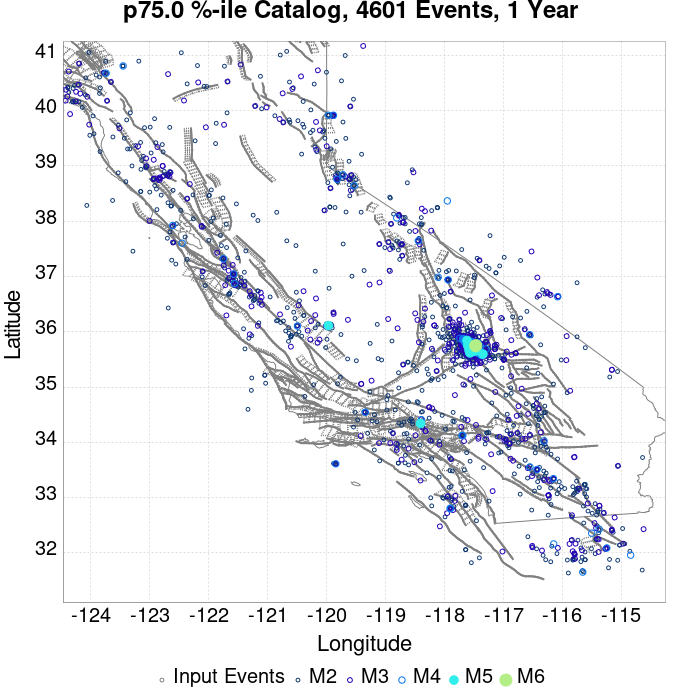 p75.0 %-ile Catalog, 4601 Events, 1 Year
41
40
39
38
37
36
35
34
33
32
Latitude
-124 -123 -122 -121 -120 -119 -118 -117 -116 -115
Longitude
Input Events M2 M3 M4 M5 M6